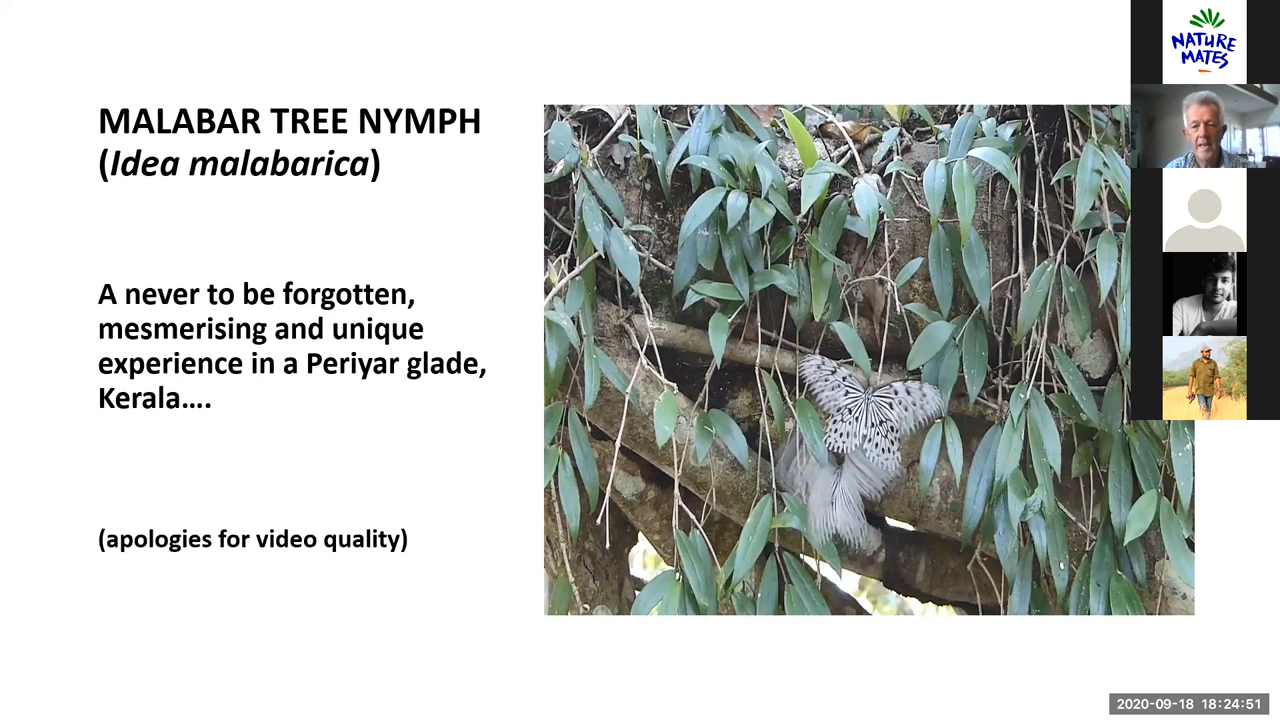 MALABAR TREE NYMPH
(Idea malabarica)
A never to be forgotten,
mesmerising and unique
experience in a Periyar glade,
Kerala….
(apologies for video quality)
NATURE
MATES
2020-09-18 18:24:51